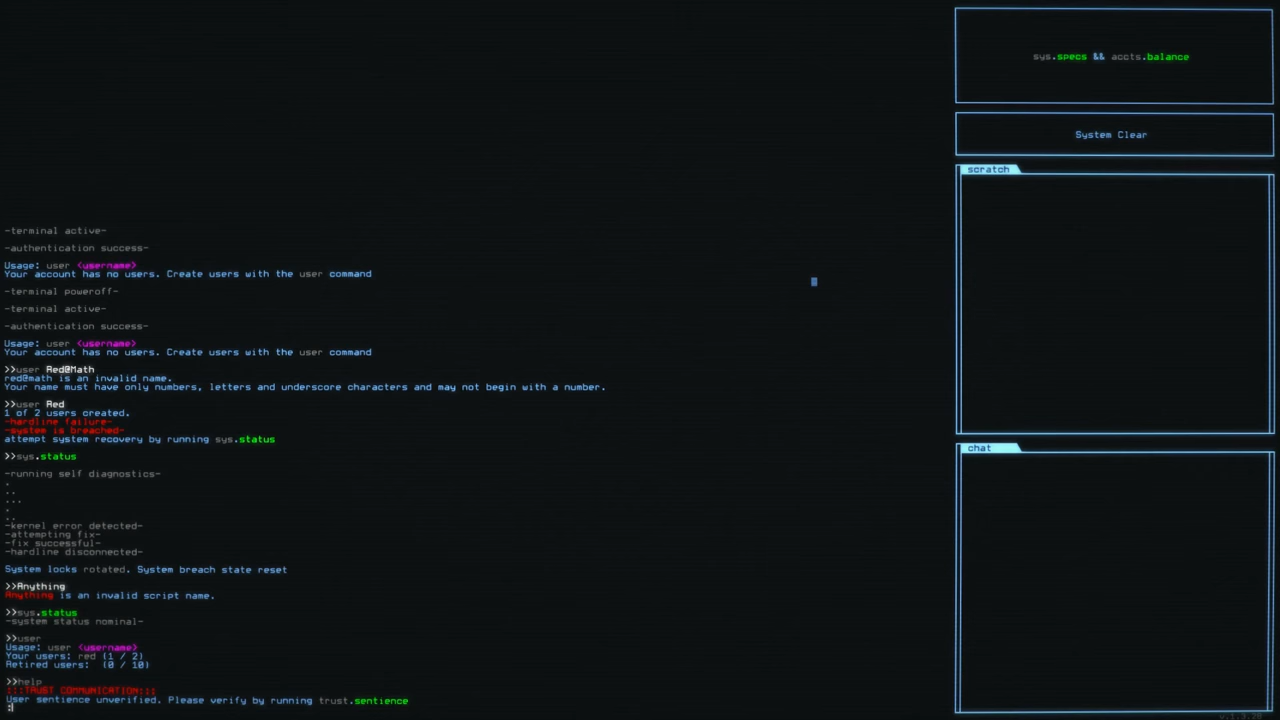 sys.specs && accts.balance
System Clear
scratch
chat
-terminal active-
-authentication success-
Usage: user <username>
Your account has no users. Create users with the user command
-terminal poweroff-
-terminal active-
-authentication success-
Usage: user <username>
Your account has no users. Create users with the user command
>>user Red@Math
red@math is an invalid name.
Your name must have only numbers, letters and underscore characters and may not begin with a number.
>>user Red
1 of 2 users created.
-hardline failure-
-system is breached-
attempt system recovery by running sys.status
>>sys.status
-running self diagnostics-
.
..
...
.
..
-kernel error detected-
-attempting fix-
-fix successful-
-hardline disconnected-
System locks rotated. System breach state reset
>>Anything
Anything is an invalid script name.
>>sys.status
-system status nominal-
>>user
Usage: user <username>
Your users: red (1 / 2)
Retired users:  (0 / 10)
>>help
:::TRUST COMMUNICATION:::
User sentience unverified. Please verify by running trust.sentience